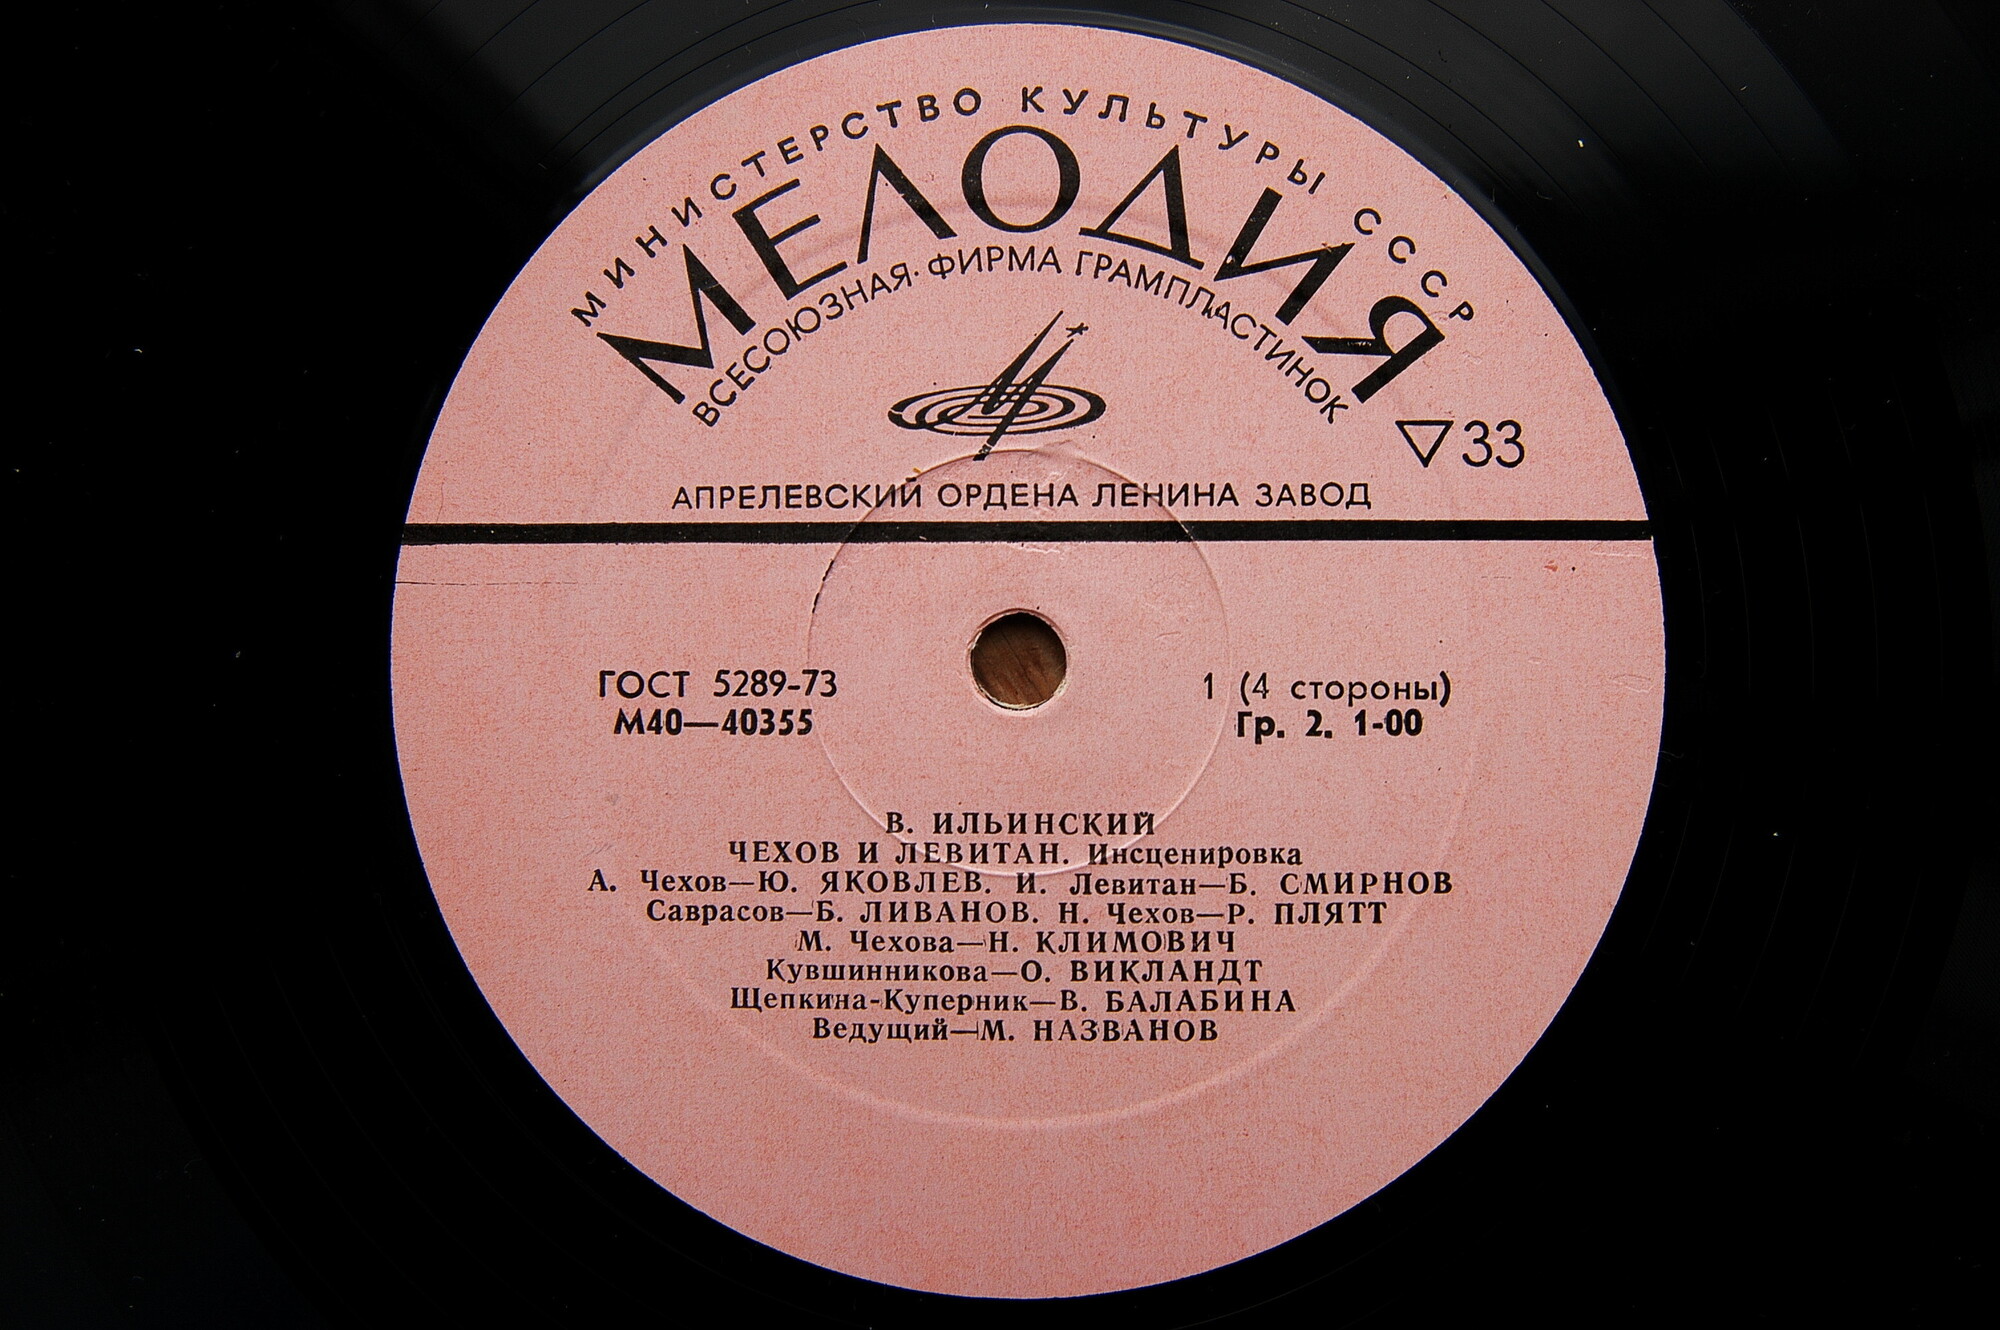 МИНИСТЕРСТВО КУЛЬТУРЫ СССР
МЕЛОДИЯ
ВСЕСОЮЗНАЯ·ФИРМА ГРАМПЛАСТИНОК
33
АПРЕЛЕВСКИЙ ОРДЕНА ЛЕНИНА ЗАВОД
ГОСТ 5289-73
М40—40355
1 (4 стороны)
Гр. 2. 1-00
В. ИЛЬИНСКИЙ
ЧЕХОВ И ЛЕВИТАН. Инсценировка
А. Чехов—Ю. ЯКОВЛЕВ. И. Левитан—Б. СМИРНОВ
Саврасов—Б. ЛИВАНОВ. Н. Чехов—Р. ПЛЯТТ
М. Чехова—Н. КЛИМОВИЧ
Кувшинникова—О. ВИКЛАНДТ
Щепкина-Куперник—В. БАЛАБИНА
Ведущий—М. НАЗВАНОВ